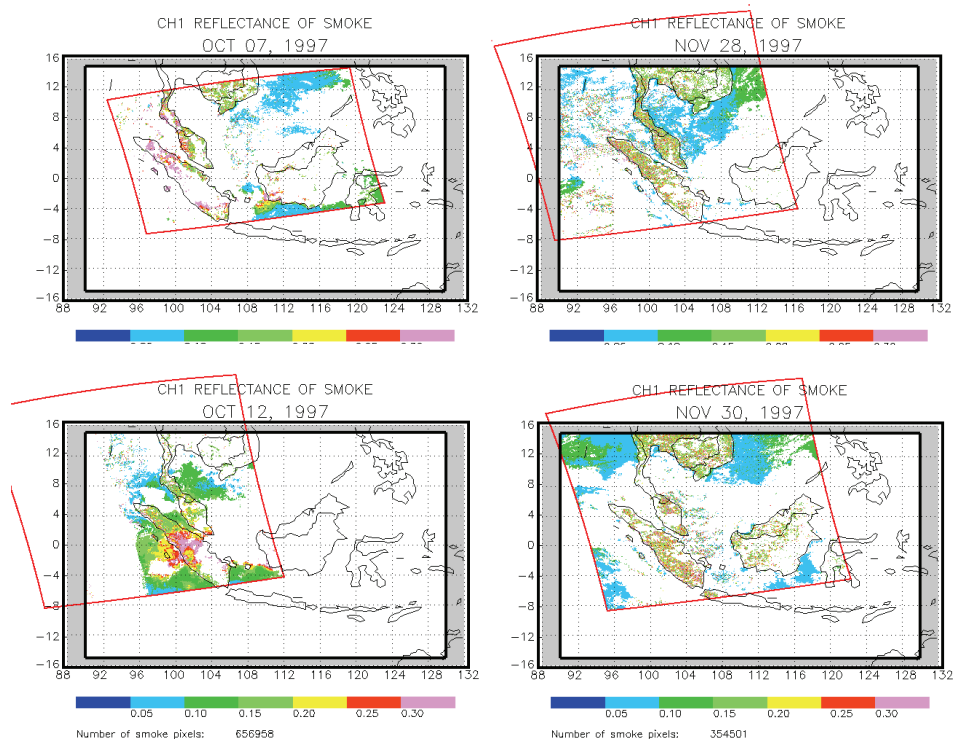 CH1 REFLECTANCE OF SMOKE
OCT 07, 1997
16
12
8
4
0
−4
−8
−12
−16
88 92 96 100 104 108 112 116 120 124 128 132
CH1 REFLECTANCE OF SMOKE
NOV 28, 1997
16
12
8
4
0
−4
−8
−12
−16
88 92 96 100 104 108 112 116 120 124 128 132
CH1 REFLECTANCE OF SMOKE
OCT 12, 1997
16
12
8
4
0
−4
−8
−12
−16
88 92 96 100 104 108 112 116 120 124 128 132
0.05 0.10 0.15 0.20 0.25 0.30
Number of smoke pixels: 656958
CH1 REFLECTANCE OF SMOKE
NOV 30, 1997
16
12
8
4
0
−4
−8
−12
−16
88 92 96 100 104 108 112 116 120 124 128 132
0.05 0.10 0.15 0.20 0.25 0.30
Number of smoke pixels: 354501